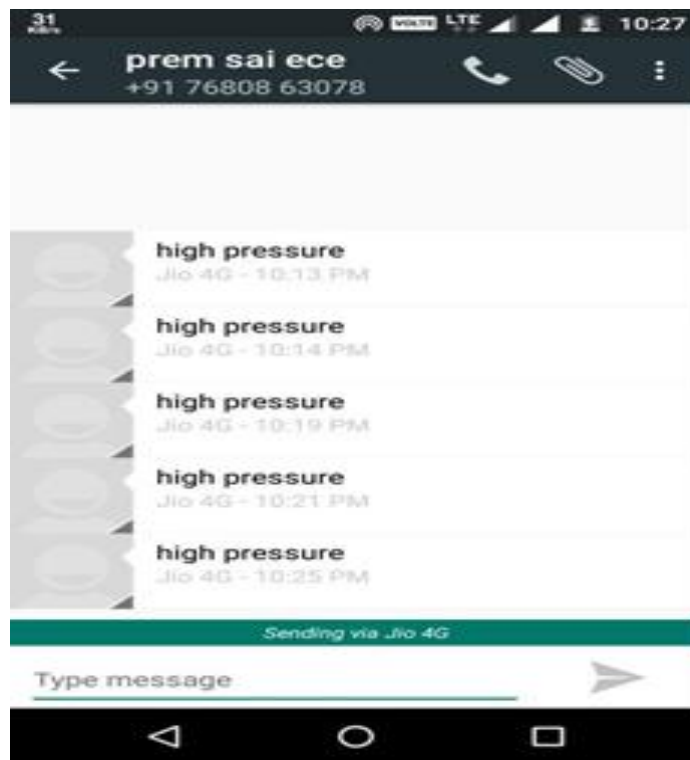 31
KB/s
VOLTE LTE 10:27
prem sai ece
+91 76808 63078
high pressure
Jio 4G - 10:13 PM
high pressure
Jio 4G - 10:14 PM
high pressure
Jio 4G - 10:19 PM
high pressure
Jio 4G - 10:21 PM
high pressure
Jio 4G - 10:25 PM
Sending via Jio 4G
Type message